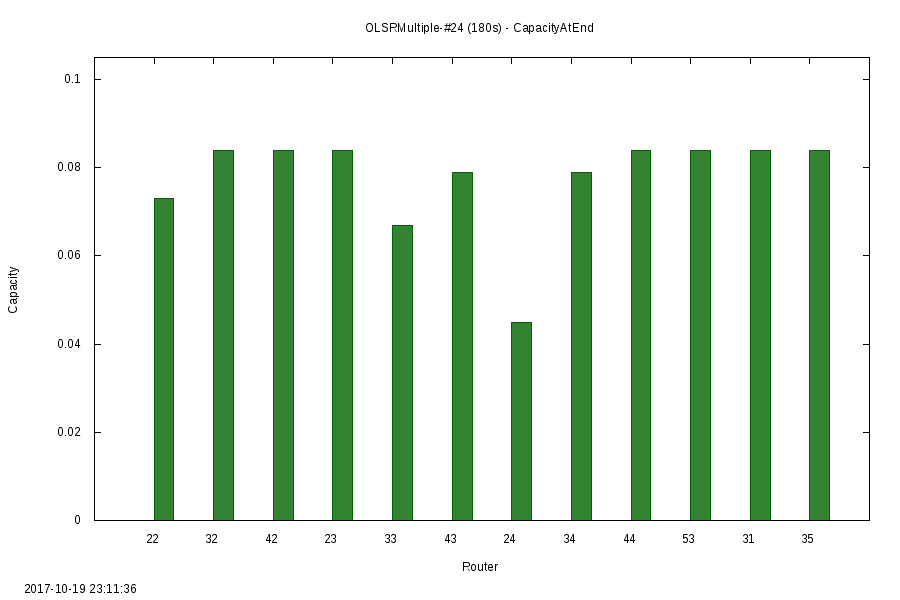 OLSRMultiple-#24 (180s) - CapacityAtEnd
0.1
0.08
0.06
0.04
0.02
0
Capacity
22 32 42 23 33 43 24 34 44 53 31 35
Router
2017-10-19 23:11:36